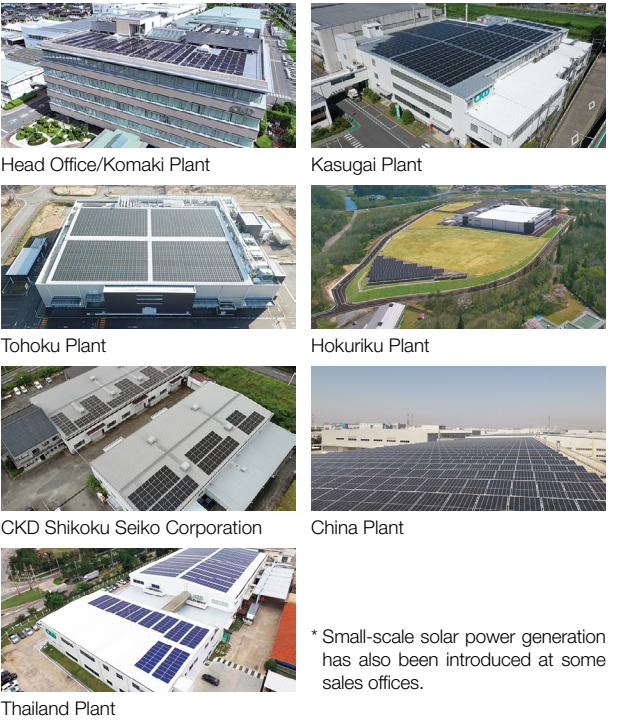 Head Office/Komaki Plant
Kasugai Plant
Tohoku Plant
Hokuriku Plant
CKD Shikoku Seiko Corporation
China Plant
Thailand Plant
* Small-scale solar power generation
has also been introduced at some
sales offices.